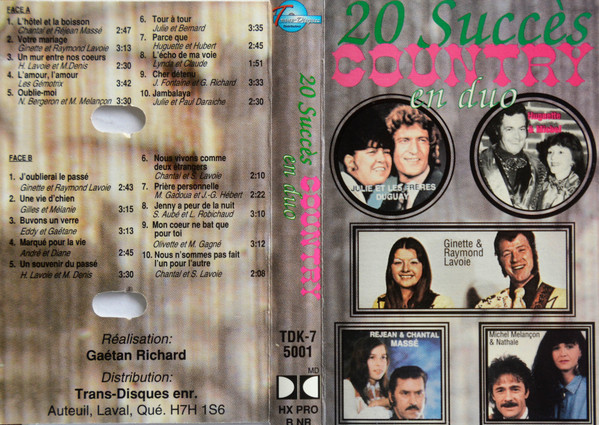 FACE A
1. L'hôtel et la boisson
Chantal et Réjean Massé 2:47
2. Votre mariage
Ginette et Raymond Lavoie 3:13
3. Un mur entre nos coeurs
H. Lavoie et M.Denis 2:30
4. L'amour, l'amour
Les Gémotrix 3:42
5. Oublie-moi
N. Bergeron et M. Melançon 3:30
6. Tour à tour
Julie et Bernard 3:35
7. Parce que
Huguette et Hubert 2:45
8. L'écho de ma voie
Lynda et Claude 1:51
9. Cher détenu
J. Fontaine et G. Richard 3:33
10. Jambalaya
Julie et Paul Daraiche 2:30
FACE B
1. J'oublierai le passé
Ginette et Raymond Lavoie 2:43
2. Une vie d'chien
Gilles et Mélanie 3:15
3. Buvons un verre
Eddy et Gaétane 3:13
4. Marqué pour la vie
André et Diane 2:45
5. Un souvenir du passé
H. Lavoie et M. Denis 3:30
6. Nous vivons comme
deux étrangers
Chantal et S. Lavoie 2:10
7. Prière personnelle
M. Gadoua et J.-G. Hébert 2:22
8. Jenny a peur de la nuit
S. Aubé et L. Robichaud 3:10
9. Mon coeur ne bat que
pour toi
Olivette et M. Gagné 3:12
10. Nous n'sommes pas fait
l'un pour l'autre
Chantal et S. Lavoie 2:08
Réalisation:
Gaétan Richard
Distribution:
Trans-Disques enr.
Auteuil, Laval, Qué. H7H 1S6
20 Succès COUNTRY
en duo
TDK-7
5001
MD
HX PRO
B NR
20 Succès
COUNTRY
en duo
JULIE ET LES FRÈRES
DUGUAY
Huguette
Ginette &
Raymond
Lavoie
REJEAN & CHANTAL
MASSÉ
Michel Melançon
& Nathalie